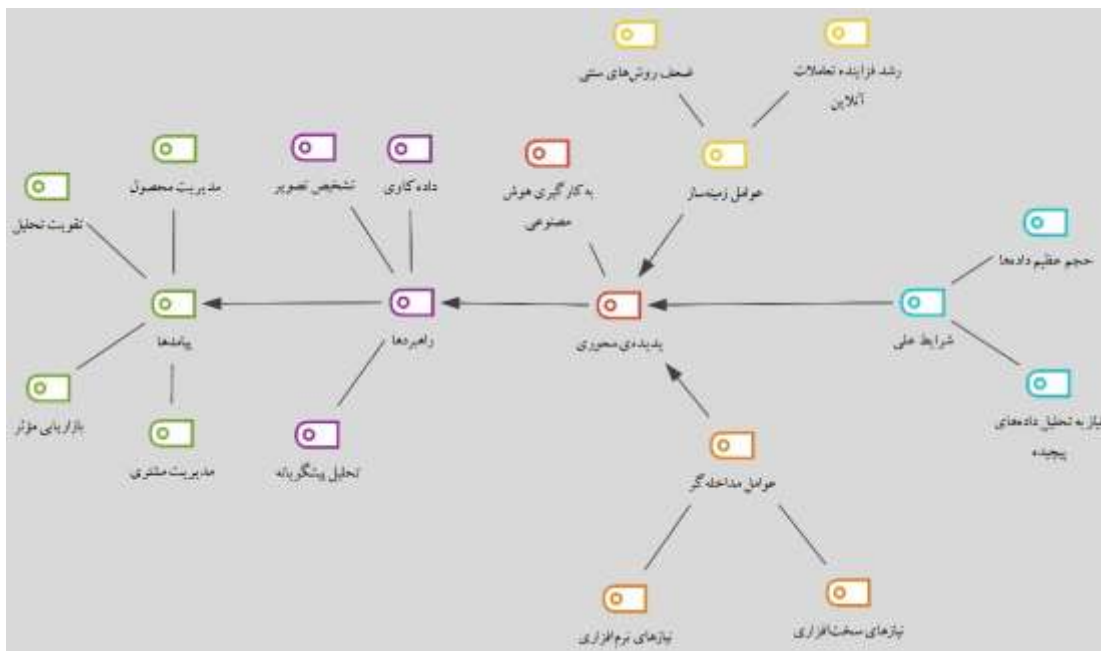 ضعف روش‌های سنتی
رشد فزاینده تعاملات
آنلاین
عوامل زمینه‌ساز
به کارگیری هوش
مصنوعی
داده کاوی
تشخیص تصویر
مدیریت محصول
تقویت تحلیل
حجم عظیم داده‌ها
شرایط علی
پدیده‌ی محوری
راهبردها
پیامدها
نیاز به تحلیل داده‌های
پیچیده
بازاریابی مؤثر
مدیریت مشتری
تحلیل پیشگویانه
عوامل مداخله‌گر
نیازهای نرم‌افزاری
نیازهای سخت‌افزاری